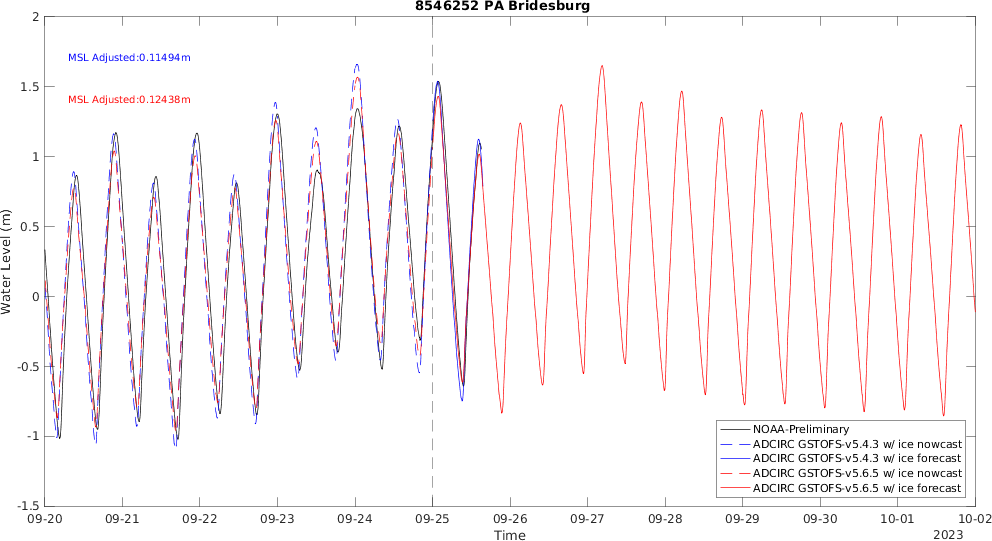 8546252 PA Bridesburg
MSL Adjusted:0.11494m
MSL Adjusted:0.12438m
Water Level (m)
2
1.5
1
0.5
0
-0.5
-1
-1.5
NOAA-Preliminary
ADCIRC GSTOFS-v5.4.3 w/ ice nowcast
ADCIRC GSTOFS-v5.4.3 w/ ice forecast
ADCIRC GSTOFS-v5.6.5 w/ ice nowcast
ADCIRC GSTOFS-v5.6.5 w/ ice forecast
09-20 09-21 09-22 09-23 09-24 09-25 09-26 09-27 09-28 09-29 09-30 10-01 10-02
Time
2023